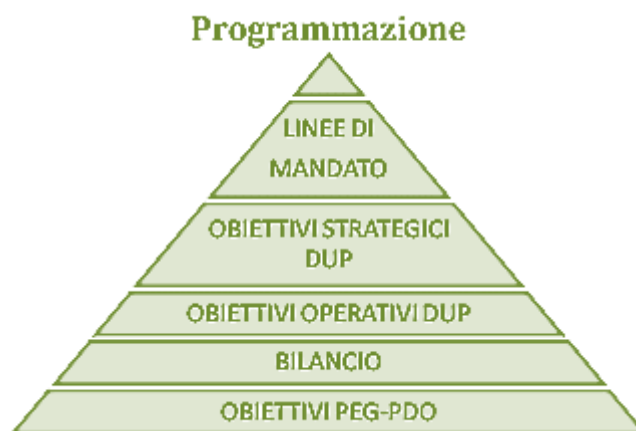 Programmazione
LINEE DI
MANDATO
OBIETTIVI STRATEGICI
DUP
OBIETTIVI OPERATIVI DUP
BILANCIO
OBIETTIVI PEG-PDO